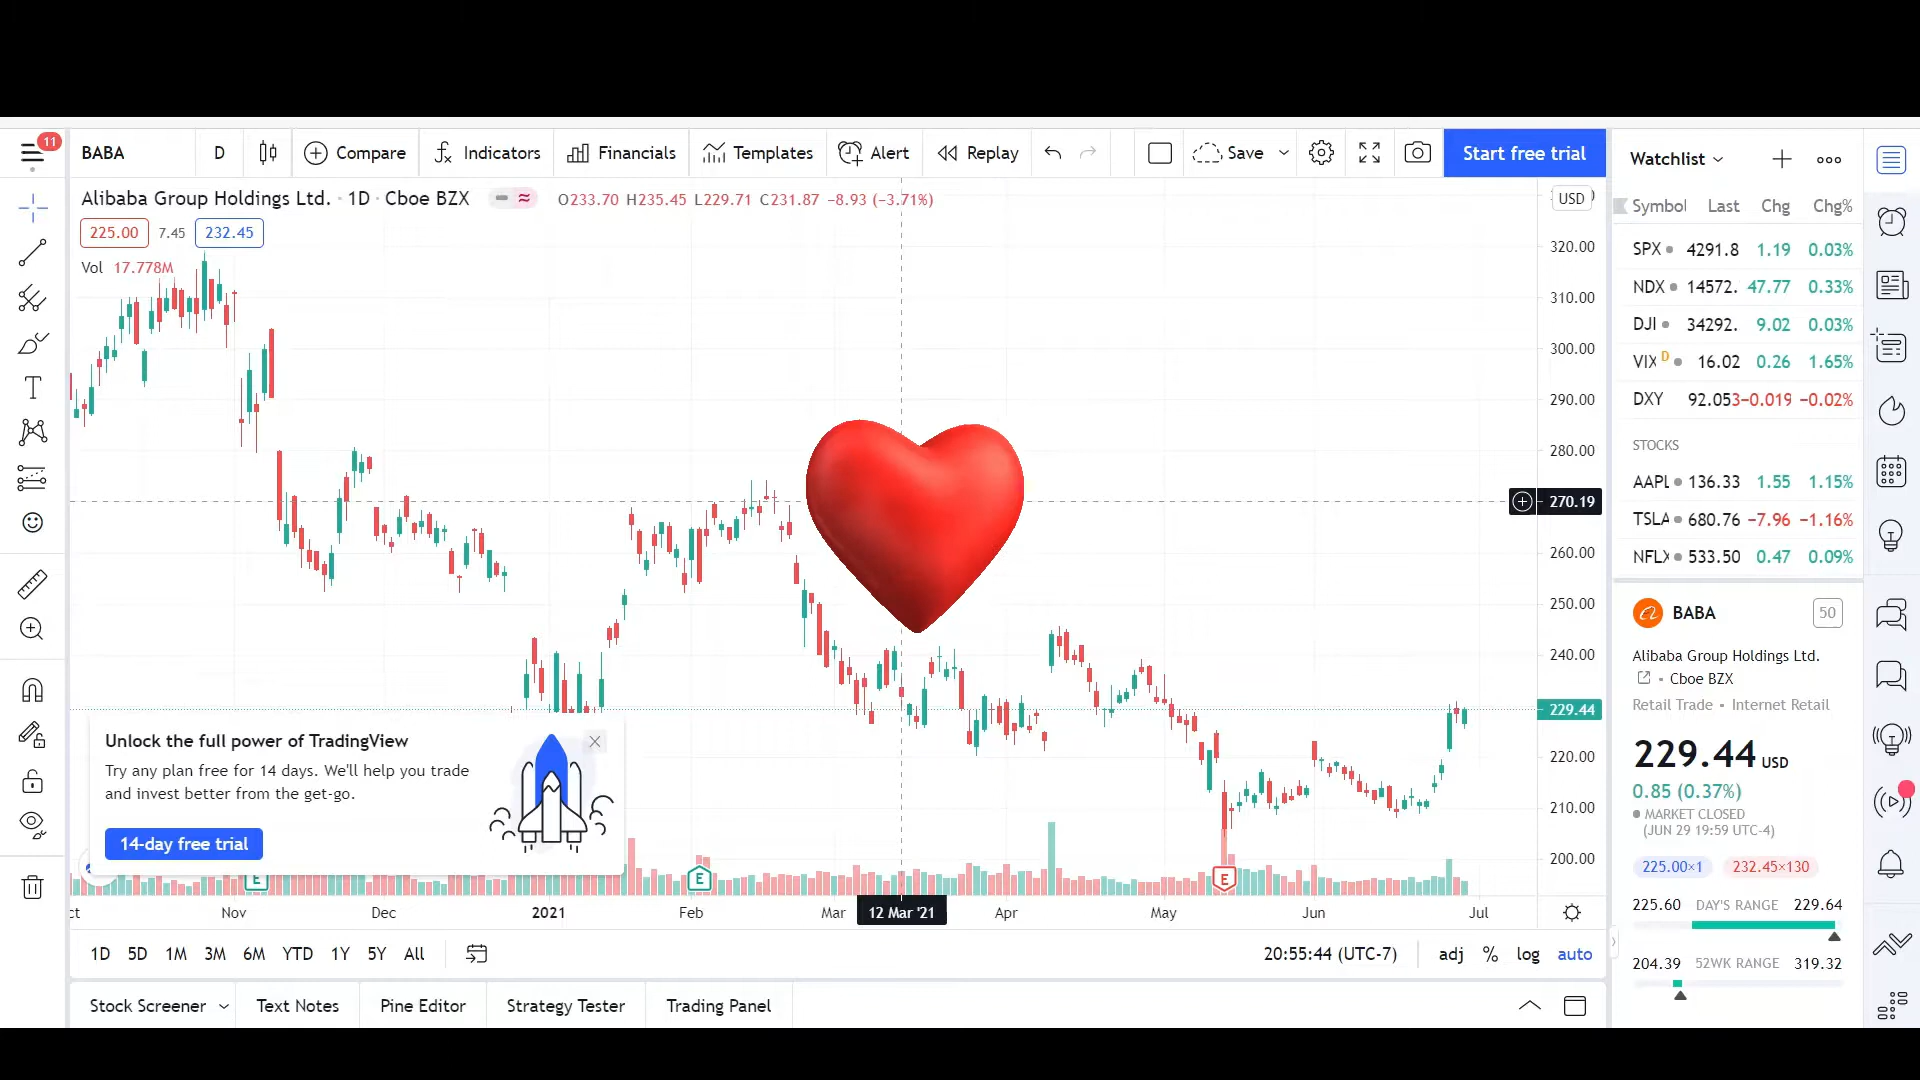 11
BABA
D
Compare
Indicators
Financials
Templates
Alert
Replay
Save
Start free trial
Alibaba Group Holdings Ltd. · 1D · Cboe BZX
O233.70 H235.45 L229.71 C231.87 −8.93 (−3.71%)
225.00 7.45 232.45
Vol 17.778M
USD
320.00
310.00
300.00
290.00
280.00
270.19
260.00
250.00
240.00
229.44
220.00
210.00
200.00
Unlock the full power of TradingView
Try any plan free for 14 days. We'll help you trade
and invest better from the get-go.
14-day free trial
E E E
Nov Dec 2021 Feb Mar 12 Mar '21 Apr May Jun Jul
1D 5D 1M 3M 6M YTD 1Y 5Y All
20:55:44 (UTC-7) adj % log auto
Stock Screener Text Notes Pine Editor Strategy Tester Trading Panel
Watchlist
Symbol Last Chg Chg%
SPX 4291.8 1.19 0.03%
NDX 14572. 47.77 0.33%
DJI 34292. 9.02 0.03%
VIX D 16.02 0.26 1.65%
DXY 92.053 −0.019 −0.02%
STOCKS
AAPL 136.33 1.55 1.15%
TSLA 680.76 −7.96 −1.16%
NFLX 533.50 0.47 0.09%
BABA 50
Alibaba Group Holdings Ltd.
• Cboe BZX
Retail Trade • Internet Retail
229.44 USD
0.85 (0.37%)
MARKET CLOSED
(JUN 29 19:59 UTC-4)
225.00×1 232.45×130
225.60 DAY'S RANGE 229.64
204.39 52WK RANGE 319.32